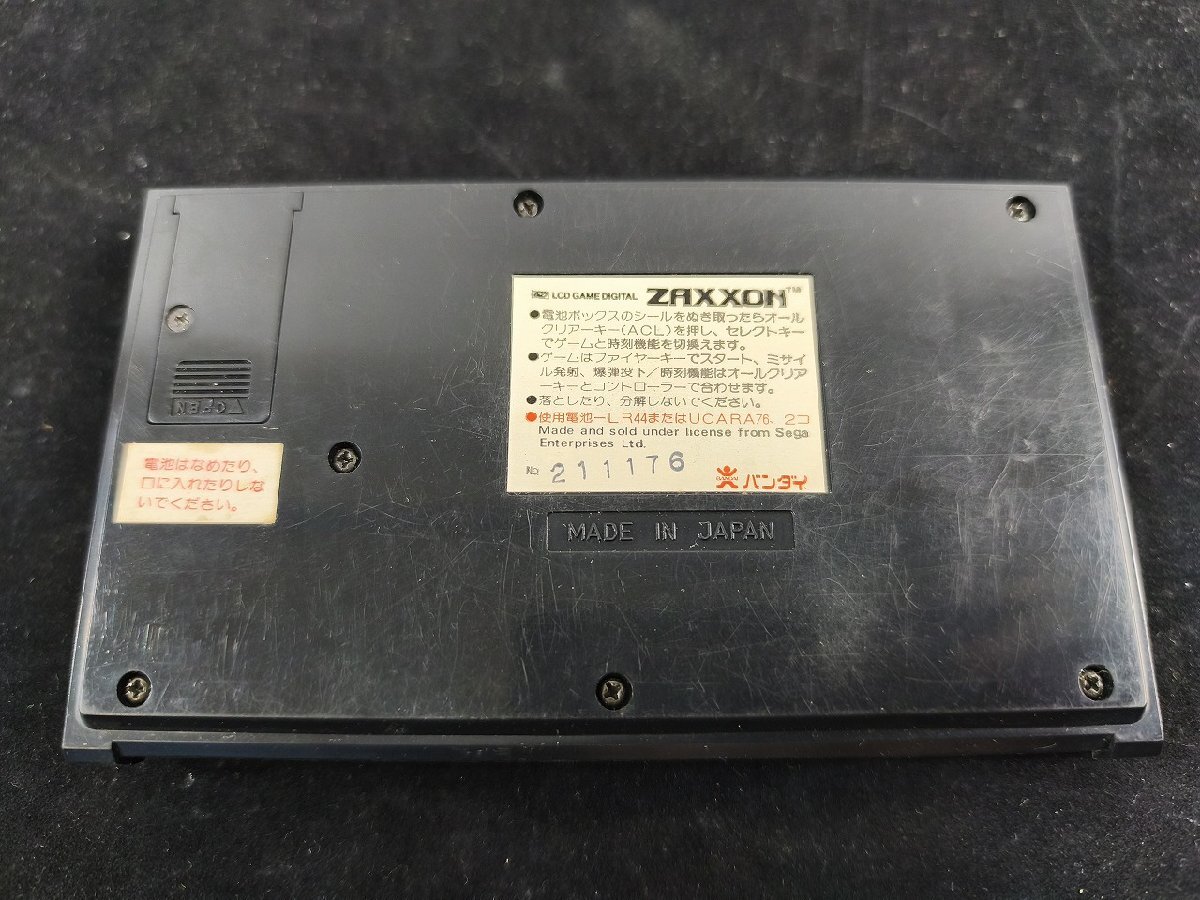 LCD GAME DIGITAL ZAXXON™
●電池ボックスのシールをぬき取ったらオール
クリアーキー(ACL)を押し、セレクトキー
でゲームと時刻機能を切換えます。
●ゲームはファイヤーキーでスタート、ミサイ
ル発射、爆弾投下/時刻機能はオールクリア
ーキーとコントローラーで合わせます。
●落としたり、分解しないでください。
●使用電池ーLR44またはUCARA76、2コ
Made and sold under license from Sega
Enterprises Ltd.
No. 211176
BANDAI バンダイ
OPEN
電池はなめたり、
口に入れたりしな
いでください。
MADE IN JAPAN